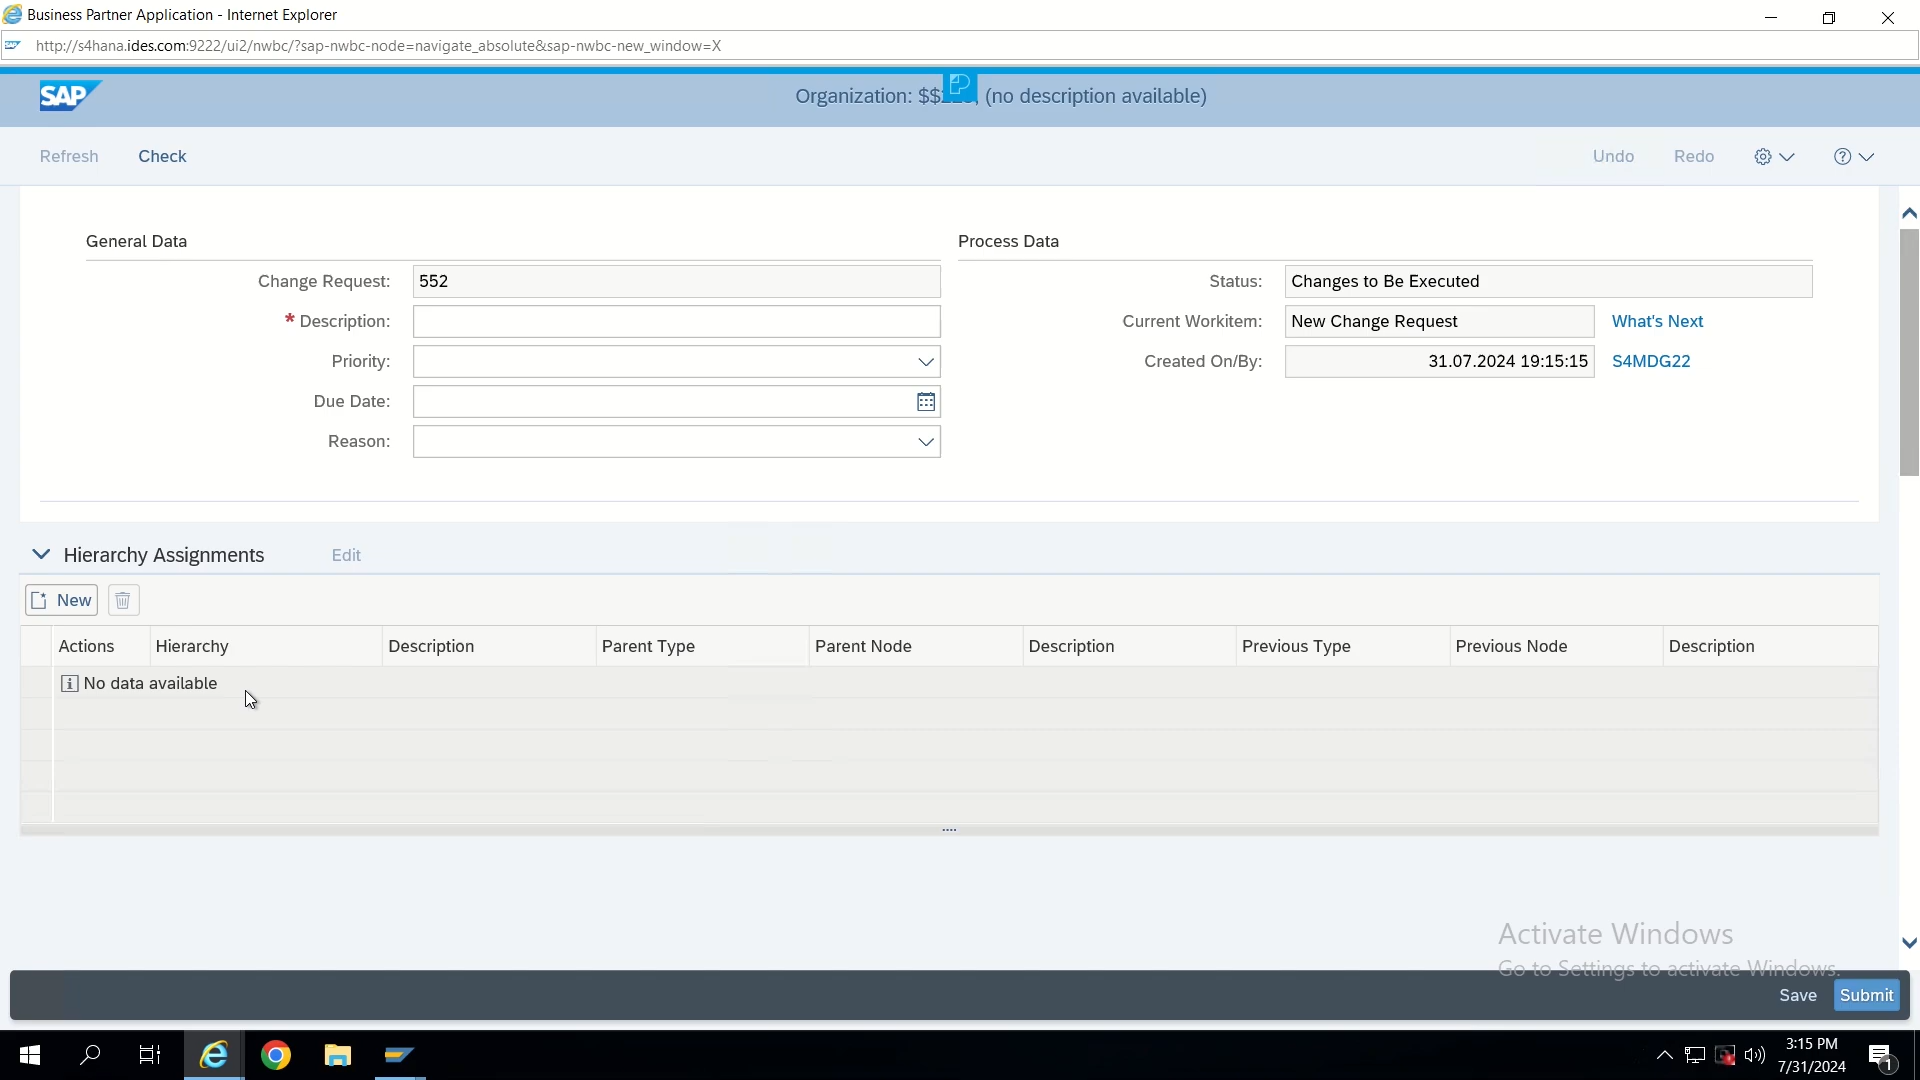 Business Partner Application - Internet Explorer
http://s4hana.ides.com:9222/ui2/nwbc/?sap-nwbc-node=navigate_absolute&sap-nwbc-new_window=X
SAP
Organization: (no description available)
Refresh Check Undo Redo
General Data Process Data
Change Request: 552 Status: Changes to Be Executed
* Description: Current Workitem: New Change Request What's Next
Priority: Created On/By: 31.07.2024 19:15:15 S4MDG22
Due Date:
Reason:
Hierarchy Assignments Edit
New
Actions Hierarchy Description Parent Type Parent Node Description Previous Type Previous Node Description
No data available
Activate Windows
Go to Settings to activate Windows.
Save Submit
3:15 PM
7/31/2024
1